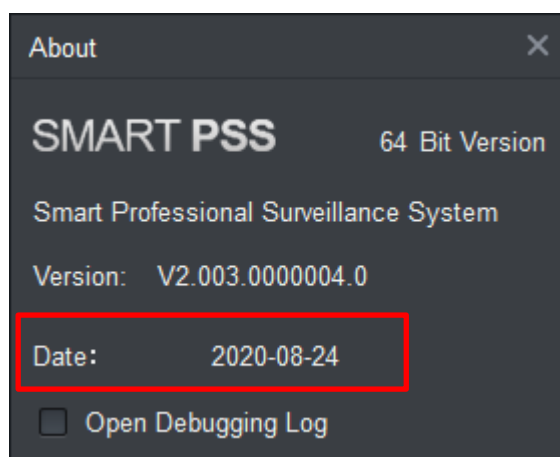 About
SMART PSS 64 Bit Version
Smart Professional Surveillance System
Version: V2.003.0000004.0
Date: 2020-08-24
Open Debugging Log